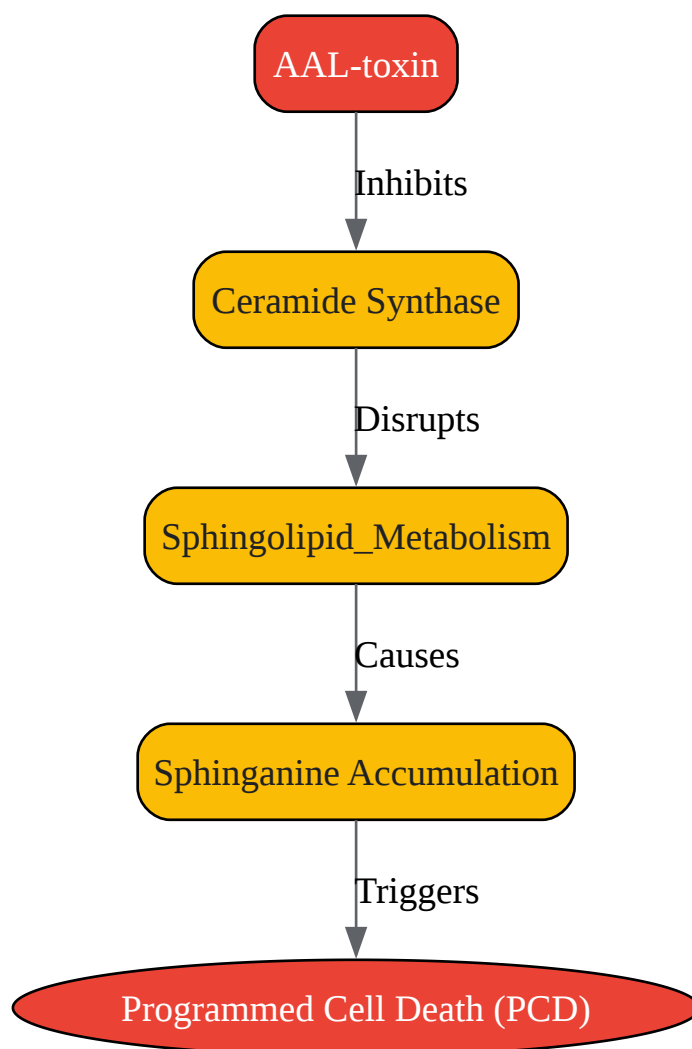 AAL-toxin
Inhibits
Ceramide Synthase
Disrupts
Sphingolipid_Metabolism
Causes
Sphinganine Accumulation
Triggers
Programmed Cell Death (PCD)